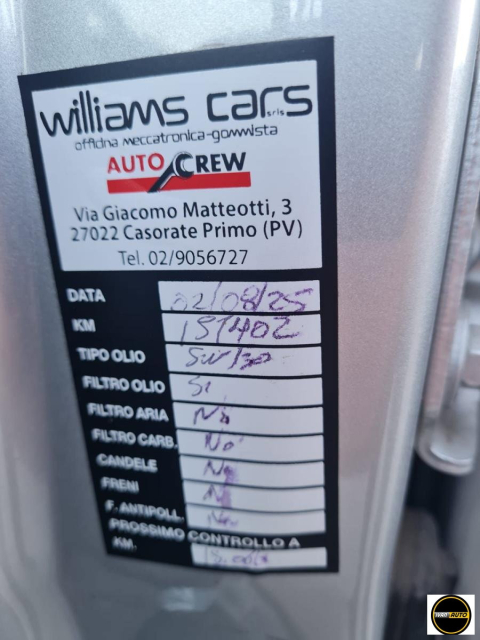 williams cars srls
officina meccatronica-gommista
AUTO CREW
Via Giacomo Matteotti, 3
27022 Casorate Primo (PV)
Tel. 02/9056727
DATA 02/08/25
KM
TIPO OLIO 5W/30
FILTRO OLIO Si
FILTRO ARIA No
FILTRO CARB. No
CANDELE No
FRENI No
F. ANTIPOLL. No
PROSSIMO CONTROLLO A
KM.